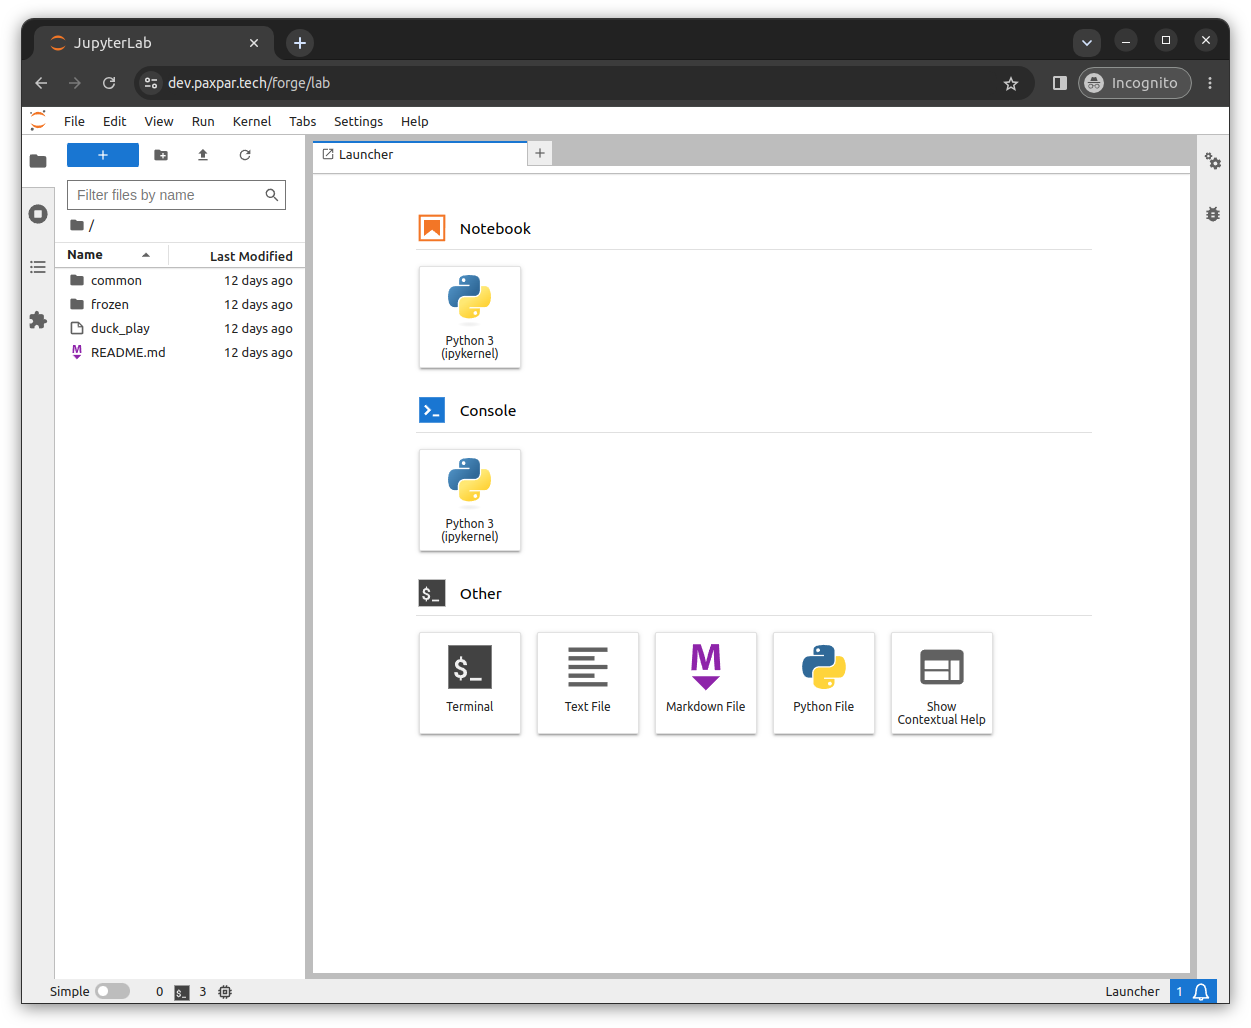 JupyterLab
dev.paxpar.tech/forge/lab
Incognito
File Edit View Run Kernel Tabs Settings Help
Filter files by name
/
Name Last Modified
common 12 days ago
frozen 12 days ago
duck_play 12 days ago
README.md 12 days ago
Launcher
Notebook
Python 3
(ipykernel)
Console
Python 3
(ipykernel)
$_ Other
$_
Terminal
Text File
M
Markdown File
Python File
Show
Contextual Help
Simple 0 $_ 3
Launcher 1